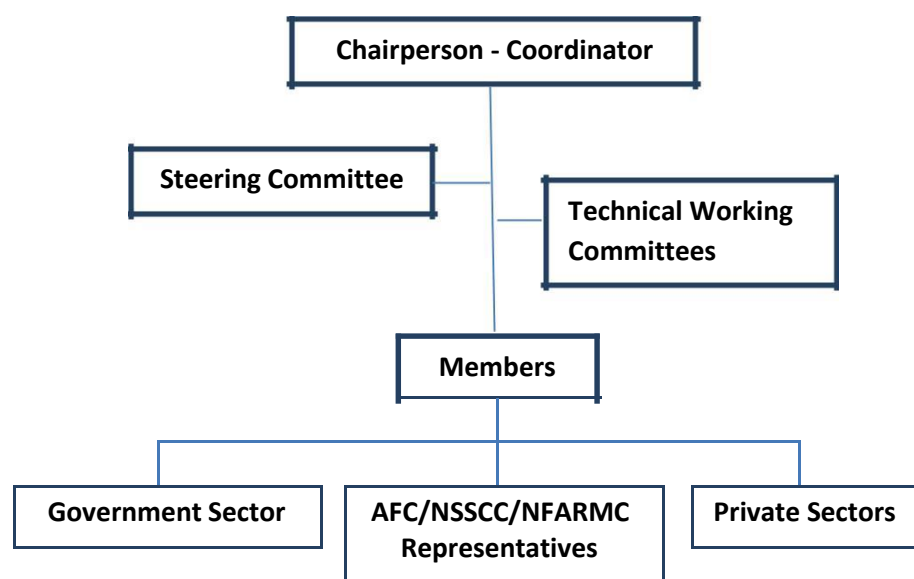 Chairperson - Coordinator
Steering Committee
Technical Working
Committees
Members
Government Sector
AFC/NSSCC/NFARMC
Representatives
Private Sectors